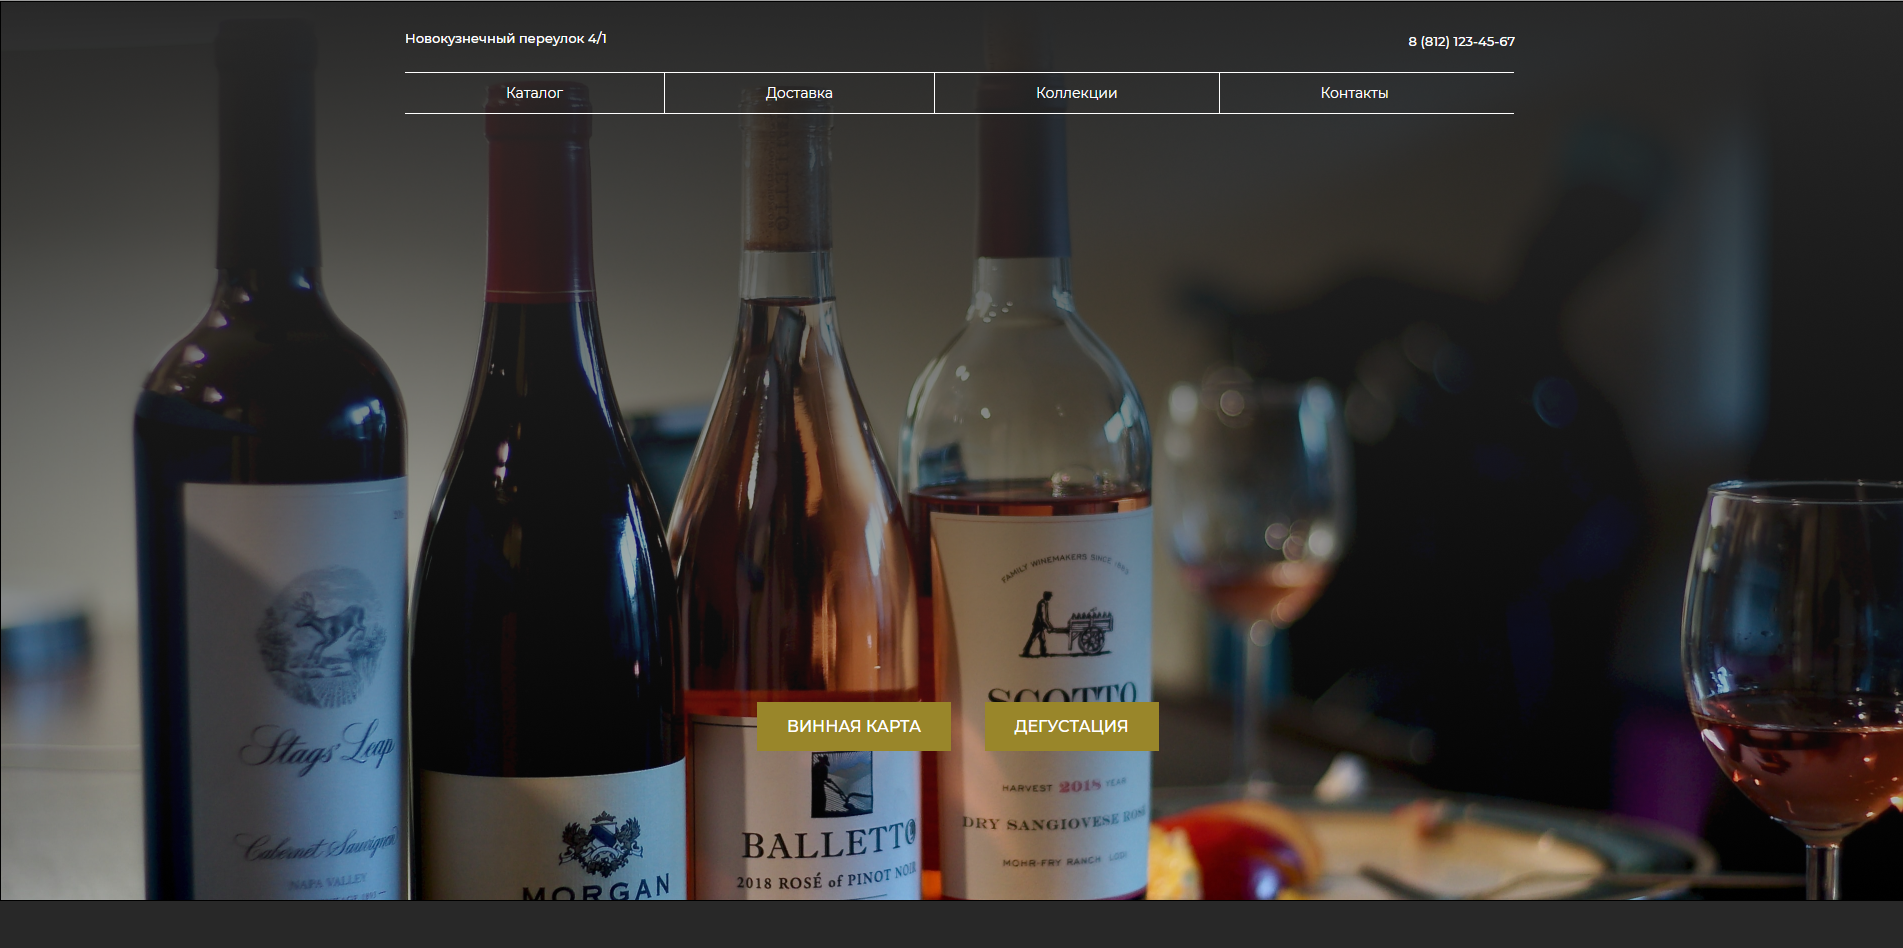 Новокузнечный переулок 4/1
8 (812) 123-45-67
Каталог
Доставка
Коллекции
Контакты
FAMILY WINEMAKERS SINCE
SCOTTO
ВИННАЯ КАРТА
ДЕГУСТАЦИЯ
Stags' Leap
HARVEST 2018 YEAR
DRY SANGIOVESE ROSÉ
Cabernet Sauvignon
BALLETTO
MOHR-FRY RANCH LODI
NAPA VALLEY
2018 ROSÉ of PINOT NOIR
MORGAN